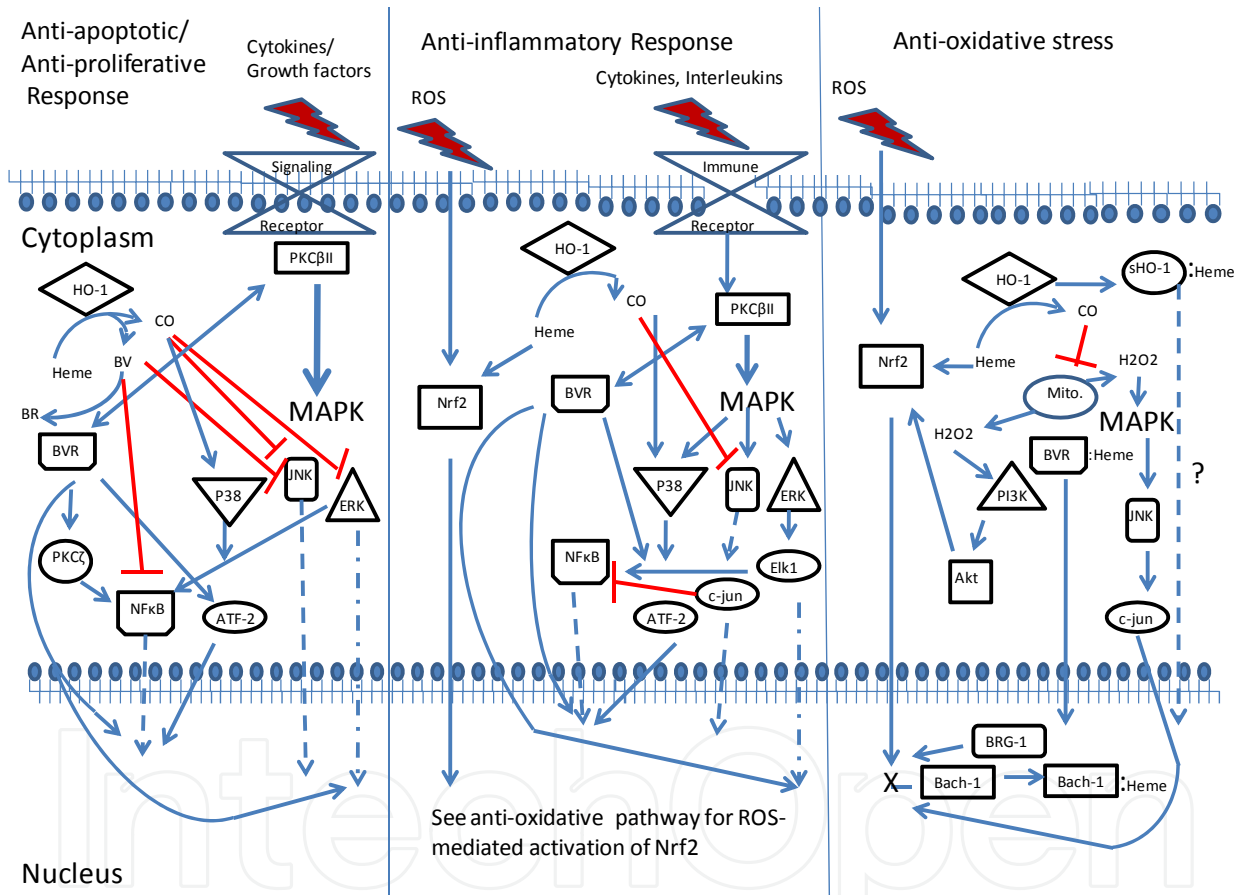 Anti-apoptotic/
Anti-proliferative
Response
Cytokines/
Growth factors
Signaling
Receptor
Cytoplasm
PKCβII
HO-1
CO
Heme
BV
BR
BVR
MAPK
JNK
P38
ERK
PKCζ
NFκB
ATF-2
Nucleus
Anti-inflammatory Response
ROS
Cytokines, Interleukins
Immune
Receptor
HO-1
CO
PKCβII
Heme
Nrf2
BVR
MAPK
P38
JNK
ERK
NFκB
Elk1
c-jun
ATF-2
See anti-oxidative pathway for ROS-
mediated activation of Nrf2
Anti-oxidative stress
ROS
HO-1
sHO-1
:Heme
CO
Nrf2
Heme
H2O2
Mito.
MAPK
H2O2
BVR
:Heme
?
PI3K
JNK
Akt
c-jun
BRG-1
X
Bach-1
Bach-1
:Heme
IntechOpen